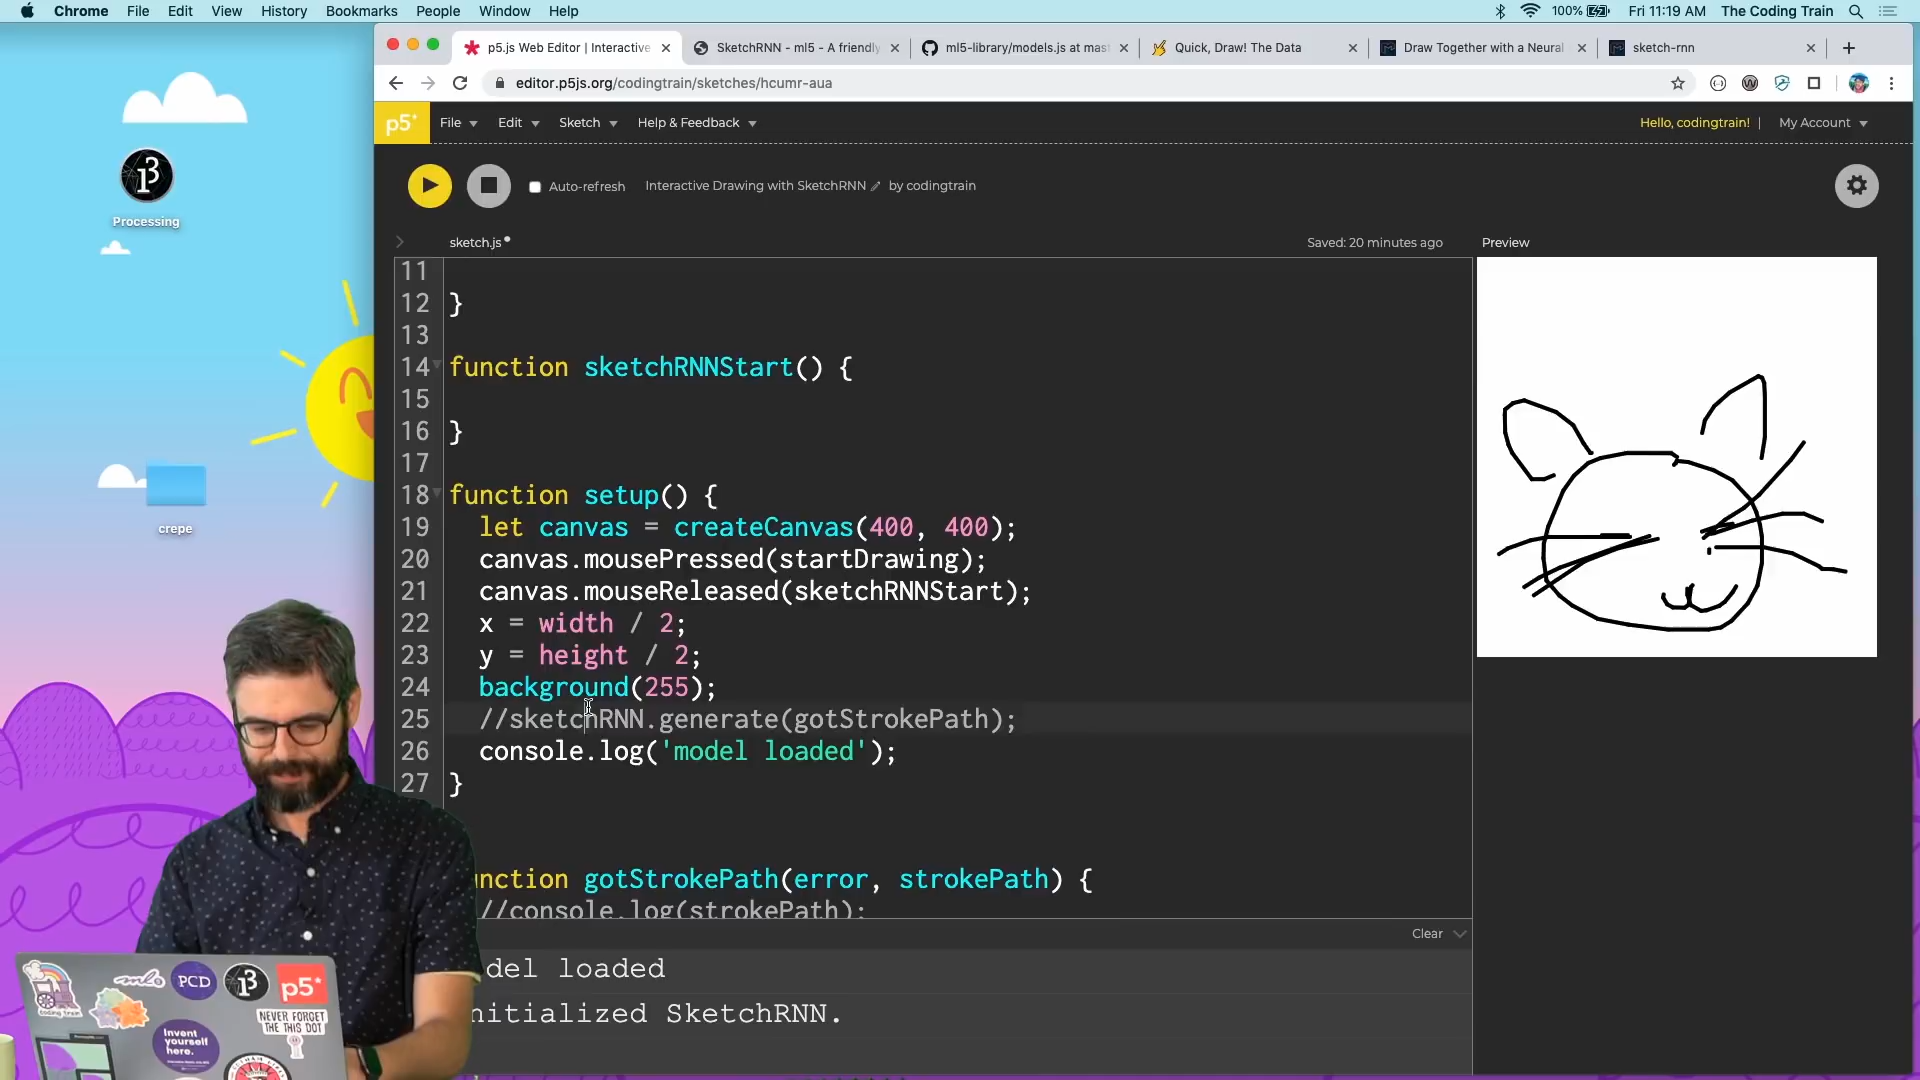 Chrome File Edit View History Bookmarks People Window Help 100% Fri 11:19 AM The Coding Train
p5.js Web Editor | Interactive SketchRNN - ml5 - A friendly ml5-library/models.js at mast Quick, Draw! The Data Draw Together with a Neural sketch-rnn
editor.p5js.org/codingtrain/sketches/hcumr-aua
p5* File Edit Sketch Help & Feedback Hello, codingtrain! | My Account
Auto-refresh Interactive Drawing with SketchRNN by codingtrain
Processing
sketch.js Saved: 20 minutes ago Preview
11
12 }
13
14 function sketchRNNStart() {
15
16 }
17
18 function setup() {
19 let canvas = createCanvas(400, 400);
20 canvas.mousePressed(startDrawing);
21 canvas.mouseReleased(sketchRNNStart);
22 x = width / 2;
23 y = height / 2;
24 background(255);
25 //sketchRNN.generate(gotStrokePath);
26 console.log('model loaded');
27 }
crepe
nction gotStrokePath(error, strokePath) {
//console.log(strokePath);
Clear
del loaded
nitialized SketchRNN.
coding train
PCD
p5*
NEVER FORGET
THE THIS DOT
Invent
yourself
here.